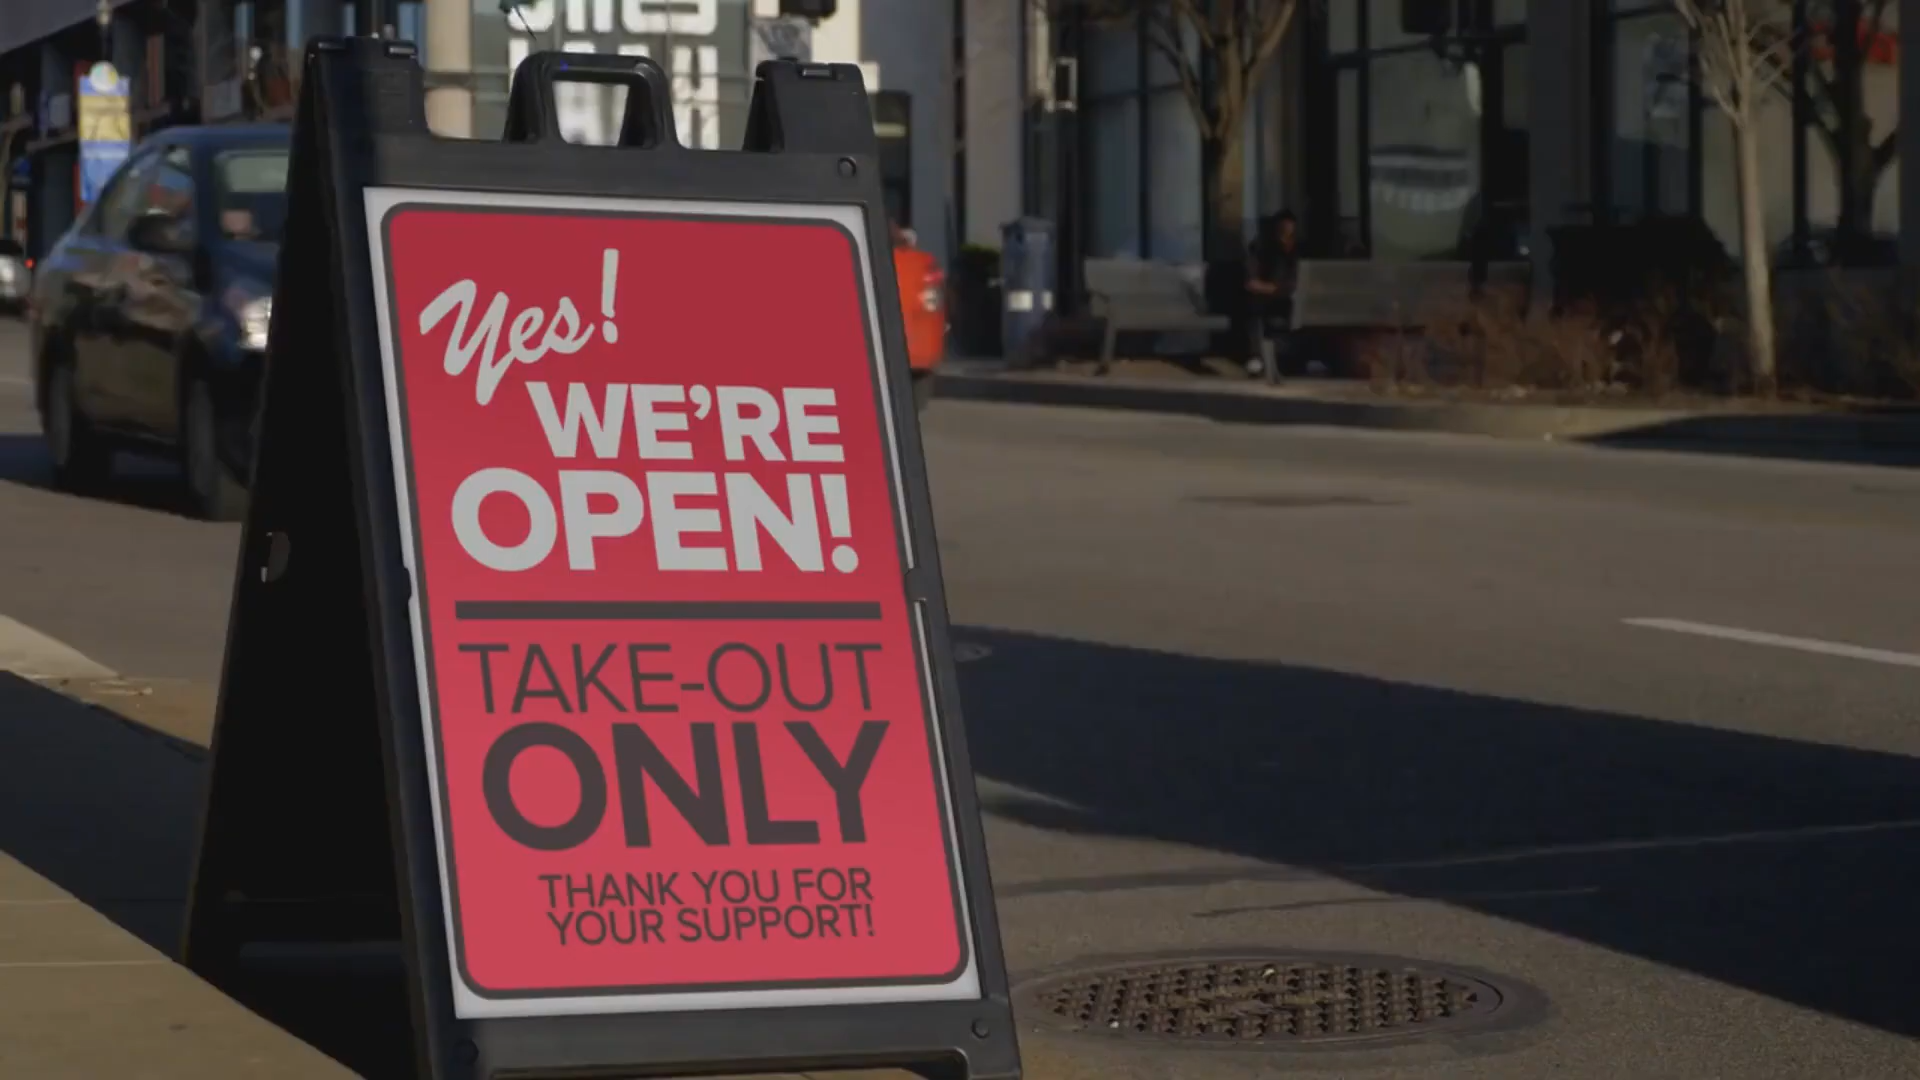 Yes!
WE'RE
OPEN!
TAKE-OUT
ONLY
THANK YOU FOR
YOUR SUPPORT!